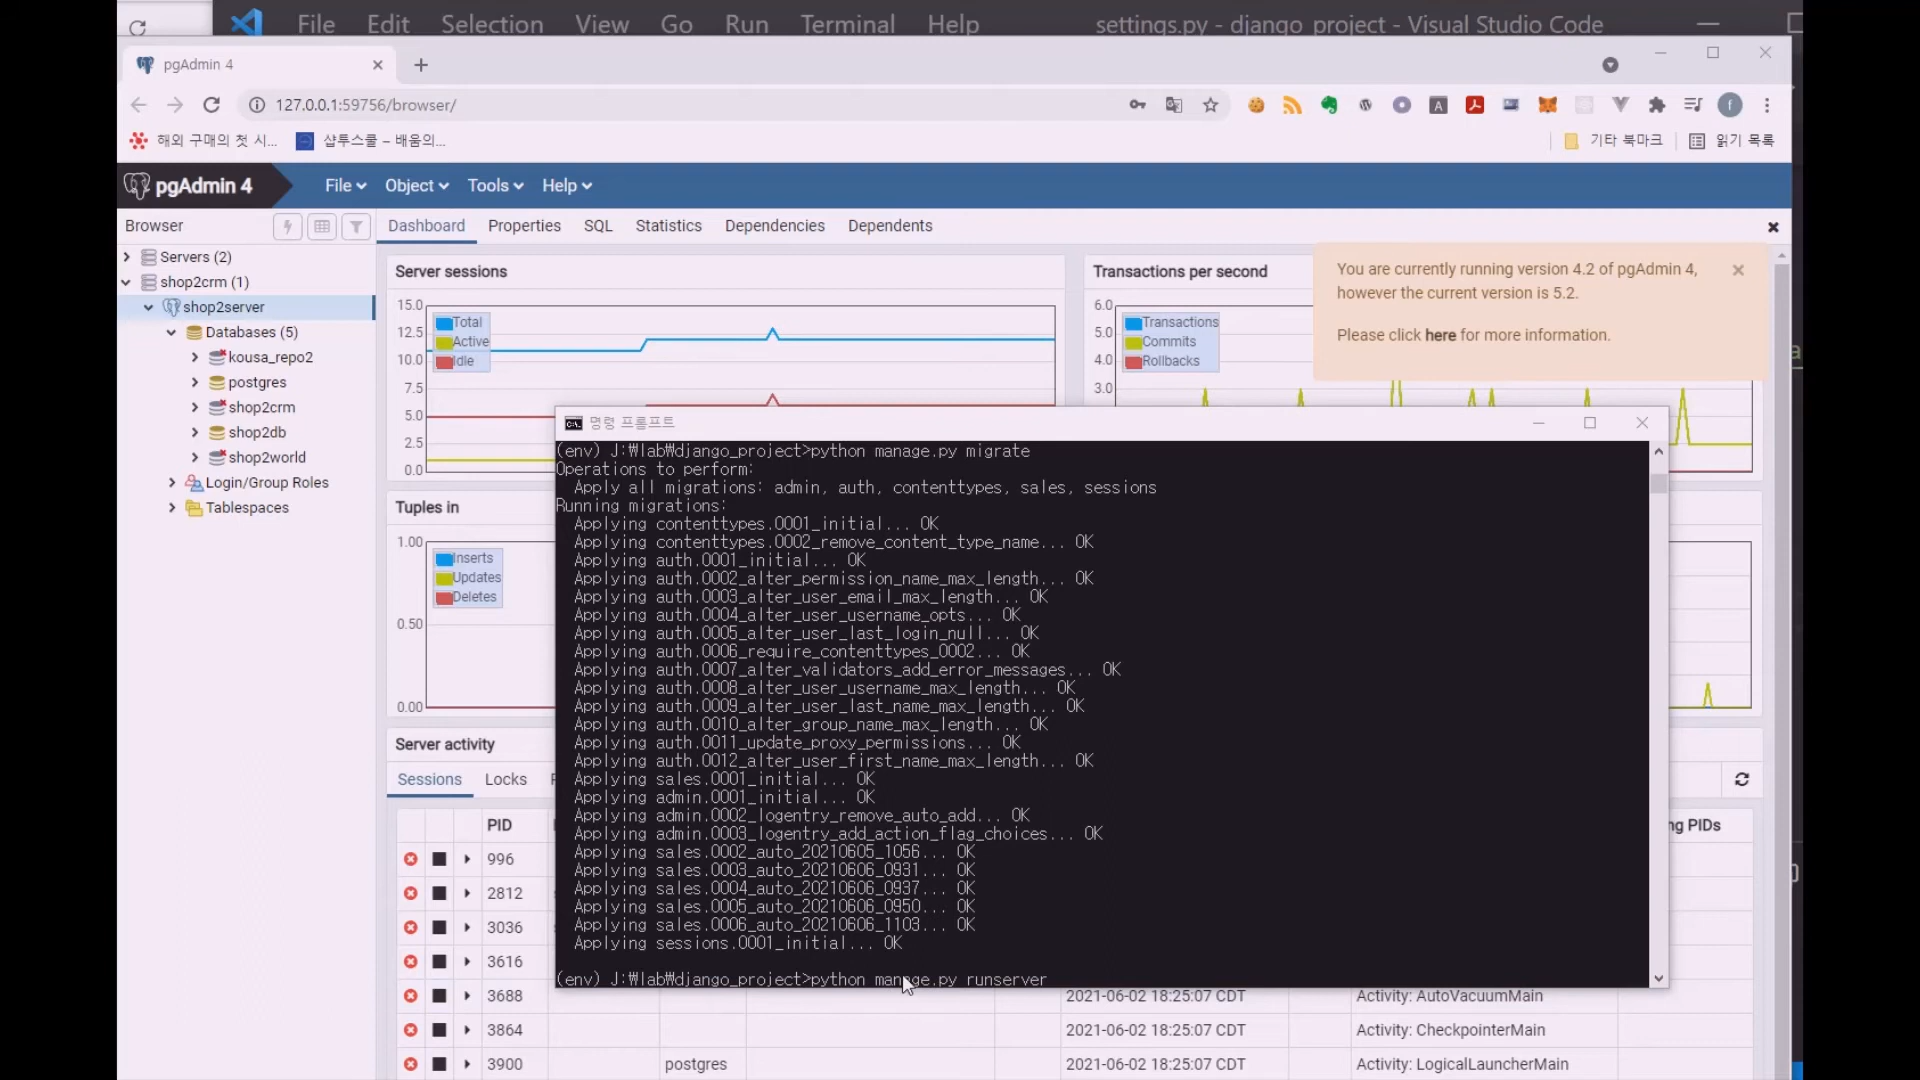 File Edit Selection View Go Run Terminal Help settings.py - django_project - Visual Studio Code
pgAdmin 4
127.0.0.1:59756/browser/
해외 구매의 첫 시... 샵투스쿨 – 배움의... 기타 북마크 읽기 목록
pgAdmin 4 File Object Tools Help
Browser Dashboard Properties SQL Statistics Dependencies Dependents
Servers (2)
shop2crm (1)
shop2server
Databases (5)
kousa_repo2
postgres
shop2crm
shop2db
shop2world
Login/Group Roles
Tablespaces
Server sessions
15.0
12.5
10.0
7.5
5.0
2.5
0.0
Total
Active
Idle
Transactions per second
6.0
5.0
4.0
3.0
Transactions
Commits
Rollbacks
You are currently running version 4.2 of pgAdmin 4,
however the current version is 5.2.
Please click here for more information.
Tuples in
1.00
0.50
0.00
Inserts
Updates
Deletes
명령 프롬프트
(env) J:₩lab₩django_project>python manage.py migrate
Operations to perform:
Apply all migrations: admin, auth, contenttypes, sales, sessions
Running migrations:
Applying contenttypes.0001_initial... OK
Applying contenttypes.0002_remove_content_type_name... OK
Applying auth.0001_initial... OK
Applying auth.0002_alter_permission_name_max_length... OK
Applying auth.0003_alter_user_email_max_length... OK
Applying auth.0004_alter_user_username_opts... OK
Applying auth.0005_alter_user_last_login_null... OK
Applying auth.0006_require_contenttypes_0002... OK
Applying auth.0007_alter_validators_add_error_messages... OK
Applying auth.0008_alter_user_username_max_length... OK
Applying auth.0009_alter_user_last_name_max_length... OK
Applying auth.0010_alter_group_name_max_length... OK
Applying auth.0011_update_proxy_permissions... OK
Applying auth.0012_alter_user_first_name_max_length... OK
Applying sales.0001_initial... OK
Applying admin.0001_initial... OK
Applying admin.0002_logentry_remove_auto_add... OK
Applying admin.0003_logentry_add_action_flag_choices... OK
Applying sales.0002_auto_20210605_1056... OK
Applying sales.0003_auto_20210606_0931... OK
Applying sales.0004_auto_20210606_0937... OK
Applying sales.0005_auto_20210606_0950... OK
Applying sales.0006_auto_20210606_1103... OK
Applying sessions.0001_initial... OK
(env) J:₩lab₩django_project>python manage.py runserver
Server activity
Sessions Locks
PID ng PIDs
996
2812
3036
3616
3688 2021-06-02 18:25:07 CDT Activity: AutoVacuumMain
3864 2021-06-02 18:25:07 CDT Activity: CheckpointerMain
3900 postgres 2021-06-02 18:25:07 CDT Activity: LogicalLauncherMain